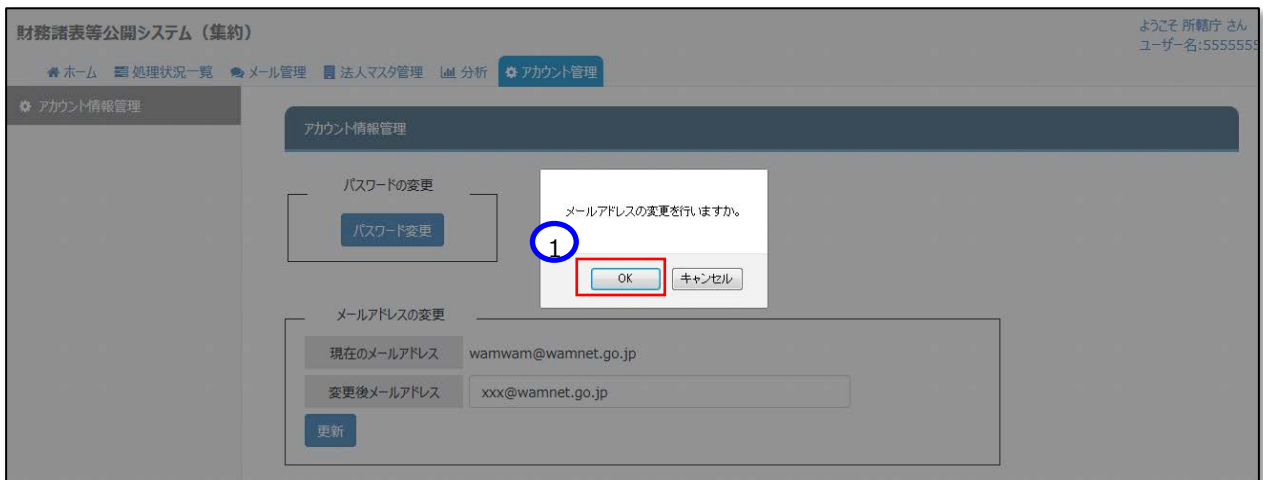 財務諸表等公開システム（集約）
ようこそ 所轄庁 さん
ユーザー名:5555555
ホーム 処理状況一覧 メール管理 法人マスタ管理 分析 アカウント管理
アカウント情報管理
アカウント情報管理
パスワードの変更
パスワード変更
メールアドレスの変更を行いますか。
1
OK キャンセル
メールアドレスの変更
現在のメールアドレス wamwam@wamnet.go.jp
変更後メールアドレス xxx@wamnet.go.jp
更新